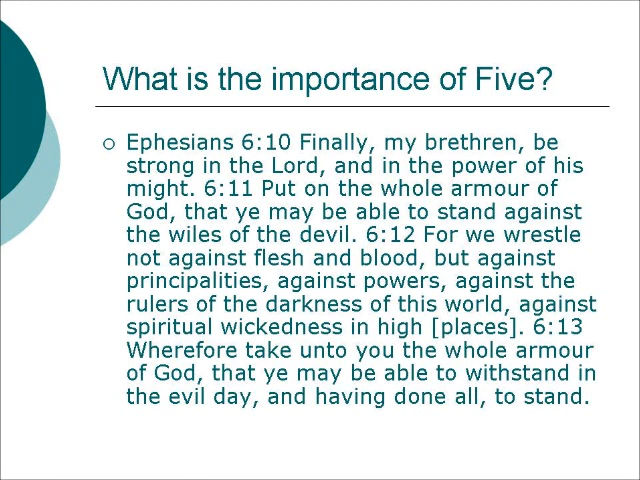 What is the importance of Five?
Ephesians 6:10 Finally, my brethren, be
strong in the Lord, and in the power of his
might. 6:11 Put on the whole armour of
God, that ye may be able to stand against
the wiles of the devil. 6:12 For we wrestle
not against flesh and blood, but against
principalities, against powers, against the
rulers of the darkness of this world, against
spiritual wickedness in high [places]. 6:13
Wherefore take unto you the whole armour
of God, that ye may be able to withstand in
the evil day, and having done all, to stand.